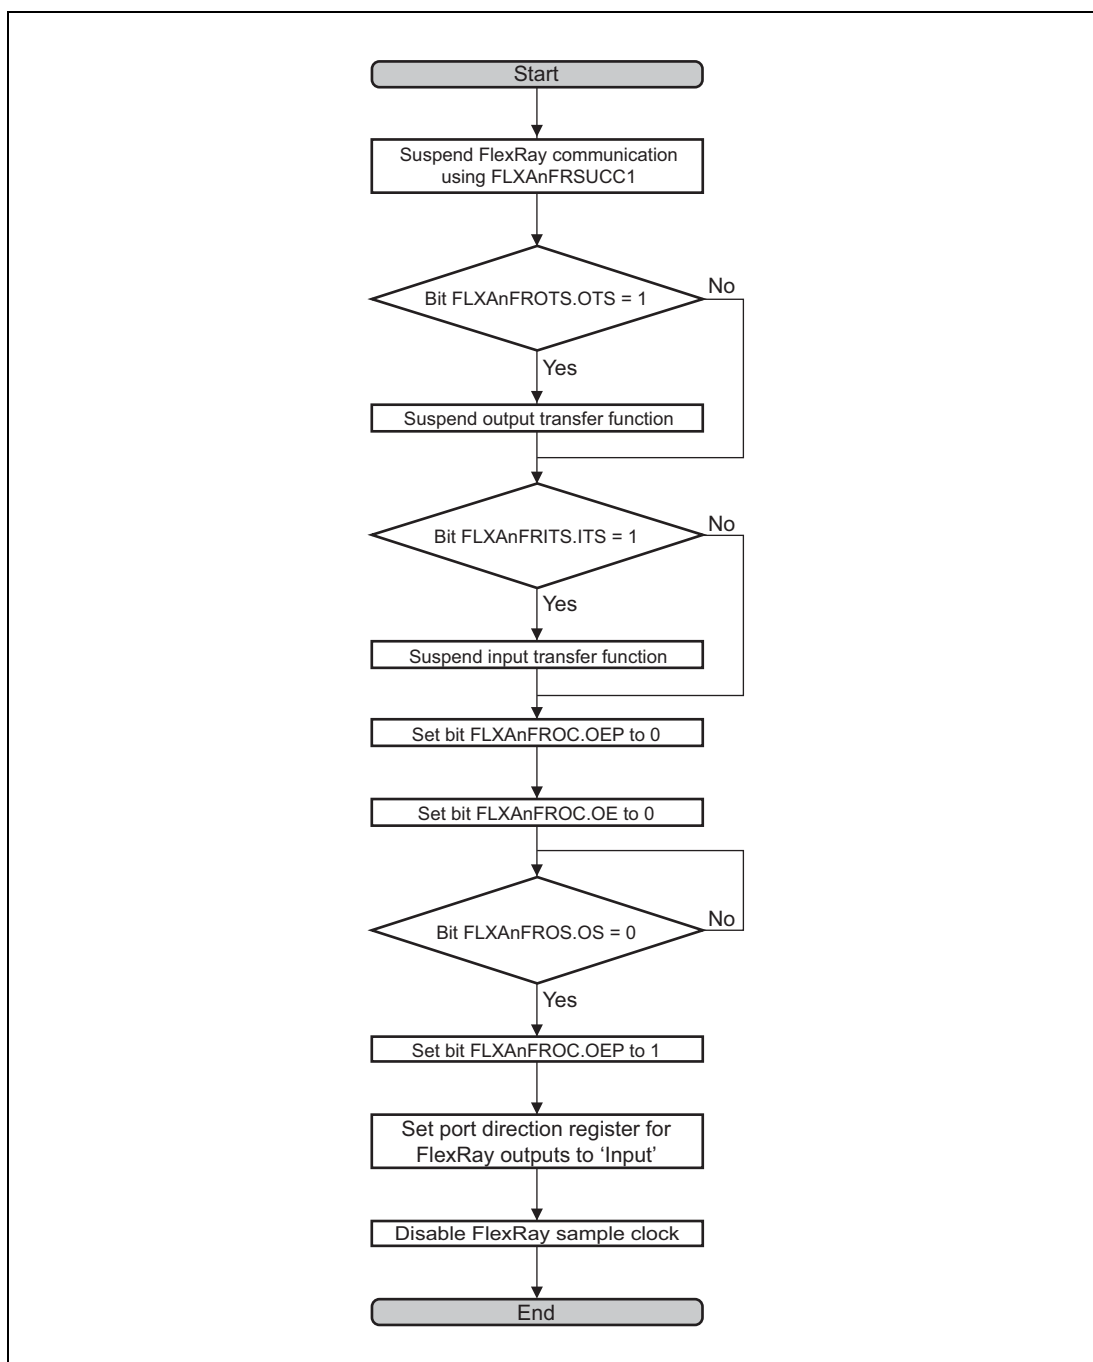 Start
Suspend FlexRay communication
using FLXAnFRSUCC1
Bit FLXAnFROTS.OTS = 1
No
Yes
Suspend output transfer function
Bit FLXAnFRITS.ITS = 1
No
Yes
Suspend input transfer function
Set bit FLXAnFROC.OEP to 0
Set bit FLXAnFROC.OE to 0
Bit FLXAnFROS.OS = 0
No
Yes
Set bit FLXAnFROC.OEP to 1
Set port direction register for
FlexRay outputs to ‘Input’
Disable FlexRay sample clock
End